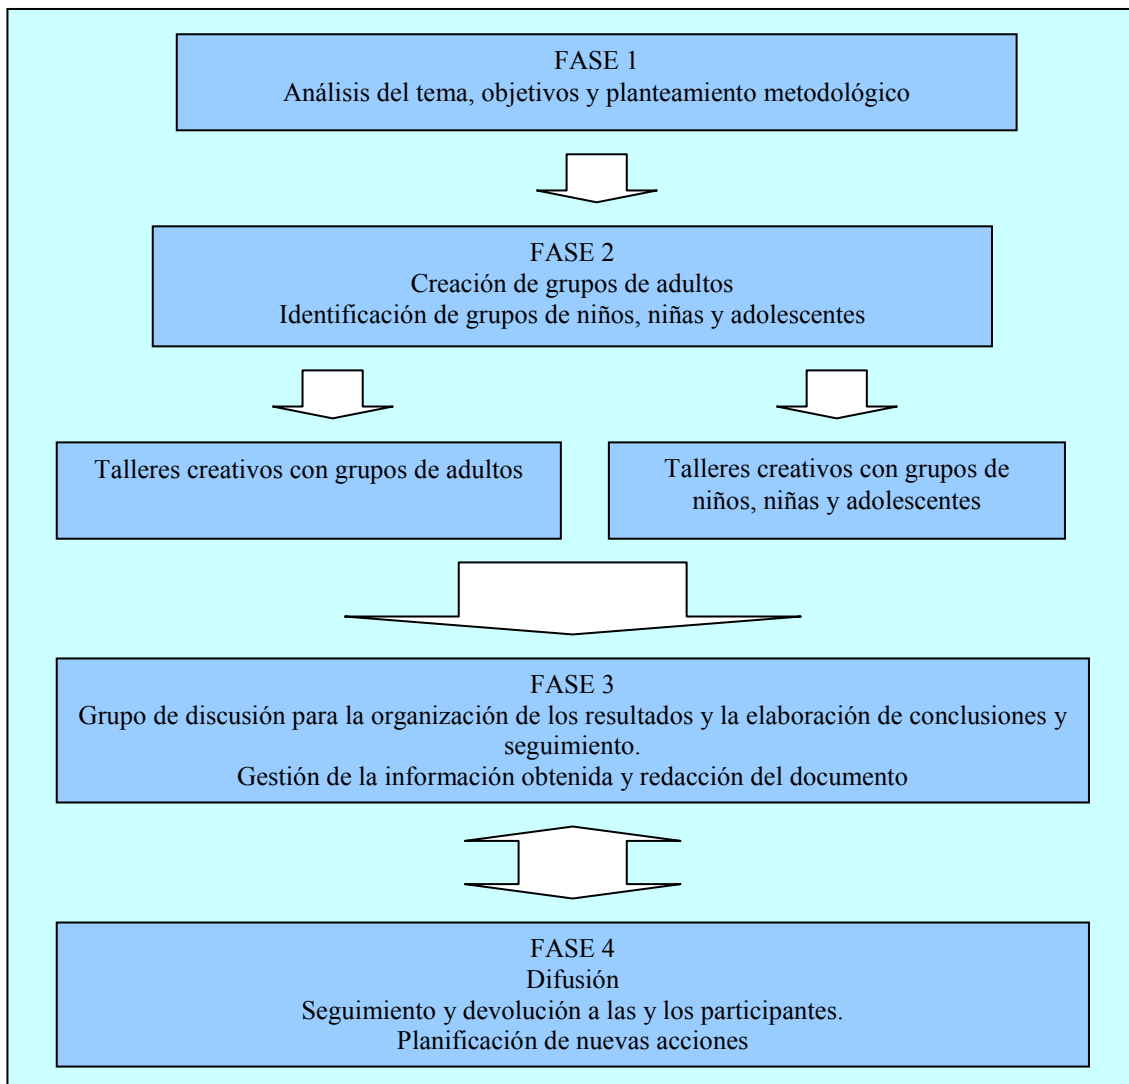 FASE 1
Análisis del tema, objetivos y planteamiento metodológico
FASE 2
Creación de grupos de adultos
Identificación de grupos de niños, niñas y adolescentes
Talleres creativos con grupos de adultos
Talleres creativos con grupos de
niños, niñas y adolescentes
FASE 3
Grupo de discusión para la organización de los resultados y la elaboración de conclusiones y
seguimiento.
Gestión de la información obtenida y redacción del documento
FASE 4
Difusión
Seguimiento y devolución a las y los participantes.
Planificación de nuevas acciones